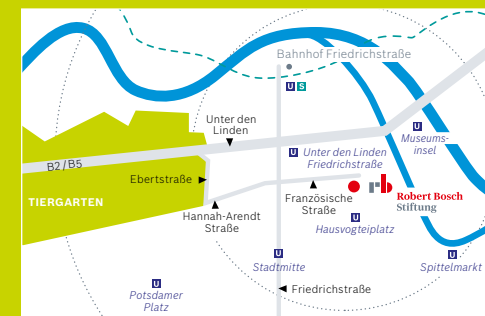 Bahnhof Friedrichstraße
U S
Unter den
Linden
U
Museums-
insel
U Unter den Linden
Friedrichstraße
B2/B5
Ebertstraße
TIERGARTEN
Französische
Straße
Robert Bosch
Stiftung
Hannah-Arendt
Straße
U
Hausvogteiplatz
U
Stadtmitte
U
Spittelmarkt
U
Potsdamer
Platz
Friedrichstraße